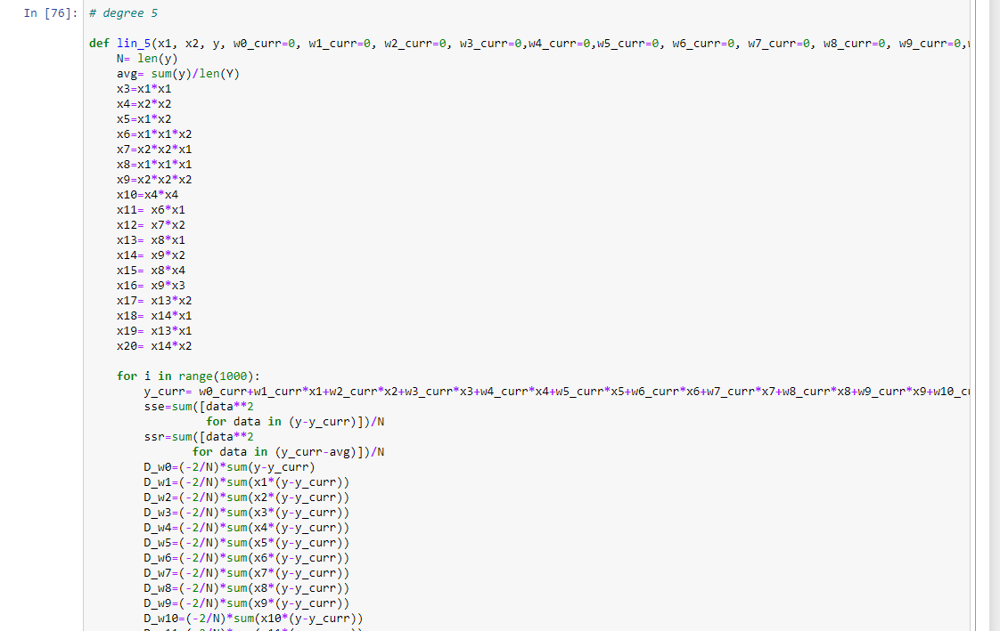 In [76]: # degree 5
def lin_5(x1, x2, y, w0_curr=0, w1_curr=0, w2_curr=0, w3_curr=0,w4_curr=0,w5_curr=0, w6_curr=0, w7_curr=0, w8_curr=0, w9_curr=0,
N= len(y)
avg= sum(y)/len(Y)
x3=x1*x1
x4=x2*x2
x5=x1*x2
x6=x1*x1*x2
x7=x2*x2*x1
x8=x1*x1*x1
x9=x2*x2*x2
x10=x4*x4
x11= x6*x1
x12= x7*x2
x13= x8*x1
x14= x9*x2
x15= x8*x4
x16= x9*x3
x17= x13*x2
x18= x14*x1
x19= x13*x1
x20= x14*x2
for i in range(1000):
y_curr= w0_curr+w1_curr*x1+w2_curr*x2+w3_curr*x3+w4_curr*x4+w5_curr*x5+w6_curr*x6+w7_curr*x7+w8_curr*x8+w9_curr*x9+w10_cu
sse=sum([data**2
for data in (y-y_curr)])/N
ssr=sum([data**2
for data in (y_curr-avg)])/N
D_w0=(-2/N)*sum(y-y_curr)
D_w1=(-2/N)*sum(x1*(y-y_curr))
D_w2=(-2/N)*sum(x2*(y-y_curr))
D_w3=(-2/N)*sum(x3*(y-y_curr))
D_w4=(-2/N)*sum(x4*(y-y_curr))
D_w5=(-2/N)*sum(x5*(y-y_curr))
D_w6=(-2/N)*sum(x6*(y-y_curr))
D_w7=(-2/N)*sum(x7*(y-y_curr))
D_w8=(-2/N)*sum(x8*(y-y_curr))
D_w9=(-2/N)*sum(x9*(y-y_curr))
D_w10=(-2/N)*sum(x10*(y-y_curr))